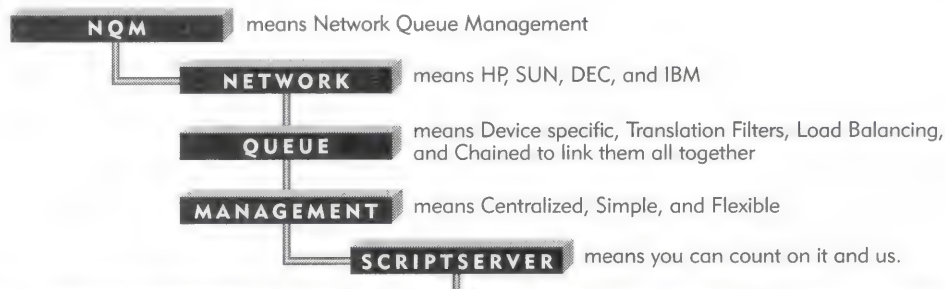 NQM means Network Queue Management
NETWORK means HP, SUN, DEC, and IBM
QUEUE means Device specific, Translation Filters, Load Balancing,
and Chained to link them all together
MANAGEMENT means Centralized, Simple, and Flexible
SCRIPTSERVER means you can count on it and us.